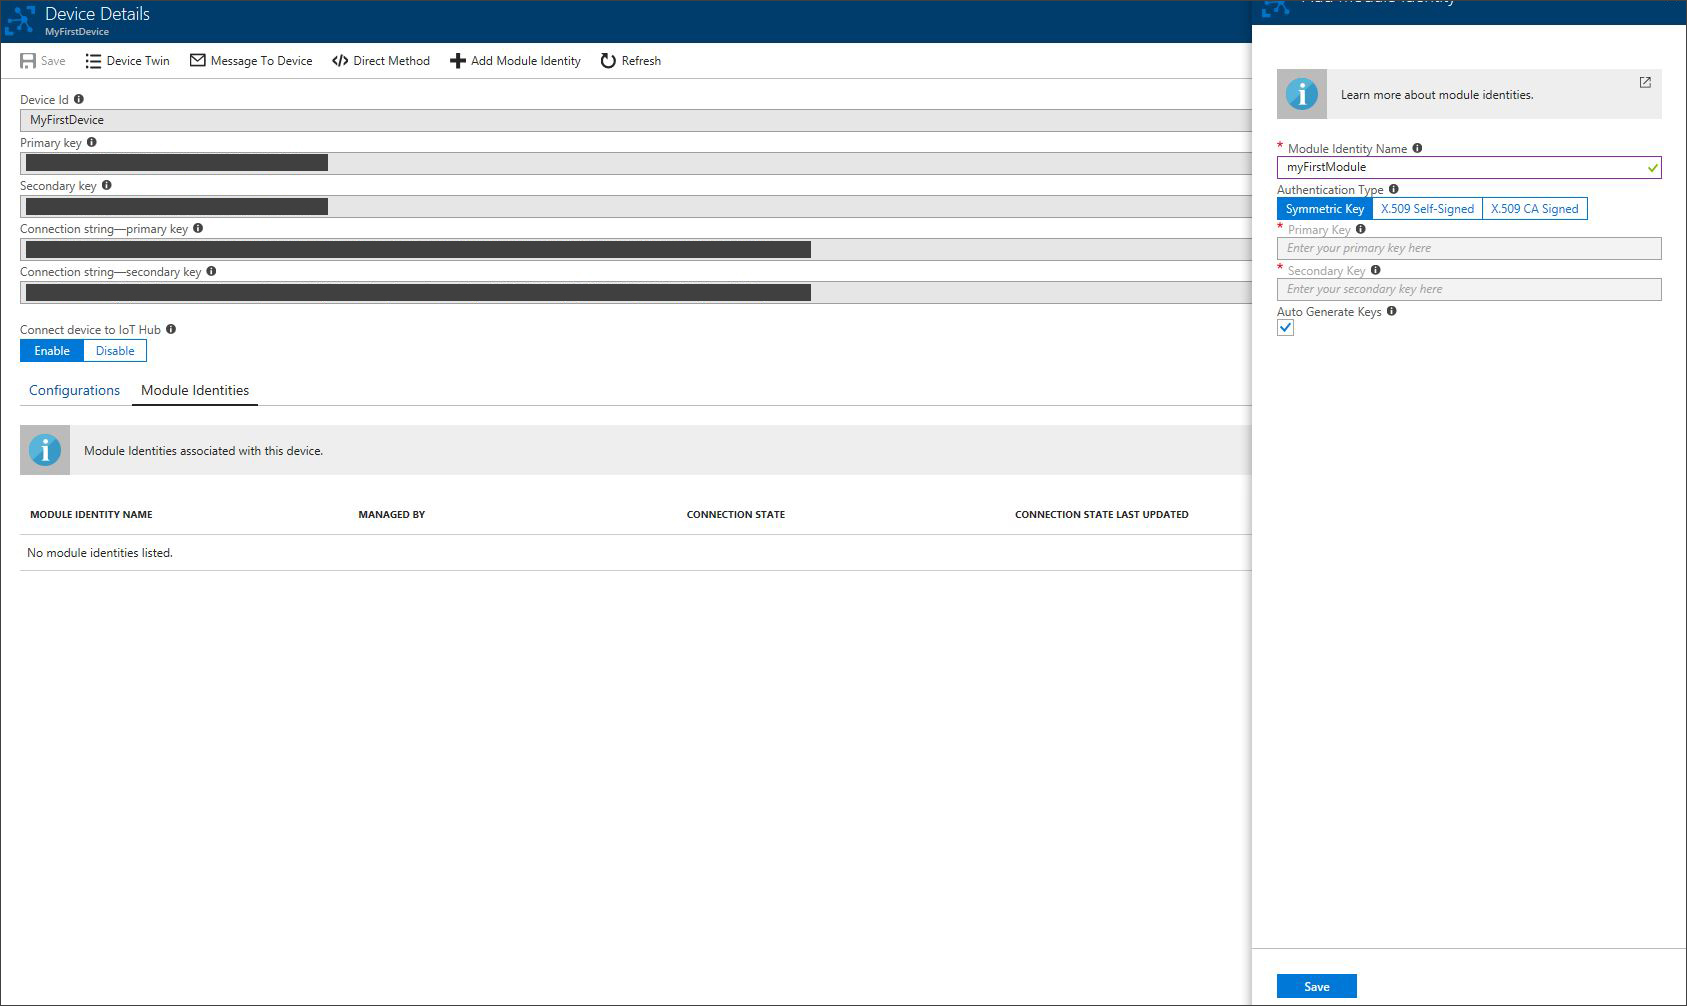 Device Details
MyFirstDevice
Save Device Twin Message To Device </> Direct Method Add Module Identity Refresh
Device Id
MyFirstDevice
Primary key
Secondary key
Connection string—primary key
Connection string—secondary key
Connect device to IoT Hub
Enable Disable
Configurations Module Identities
Module Identities associated with this device.
MODULE IDENTITY NAME MANAGED BY CONNECTION STATE CONNECTION STATE LAST UPDATED
No module identities listed.
Add Module Identity
Learn more about module identities.
* Module Identity Name
myFirstModule
Authentication Type
Symmetric Key X.509 Self-Signed X.509 CA Signed
* Primary Key
Enter your primary key here
* Secondary Key
Enter your secondary key here
Auto Generate Keys
Save